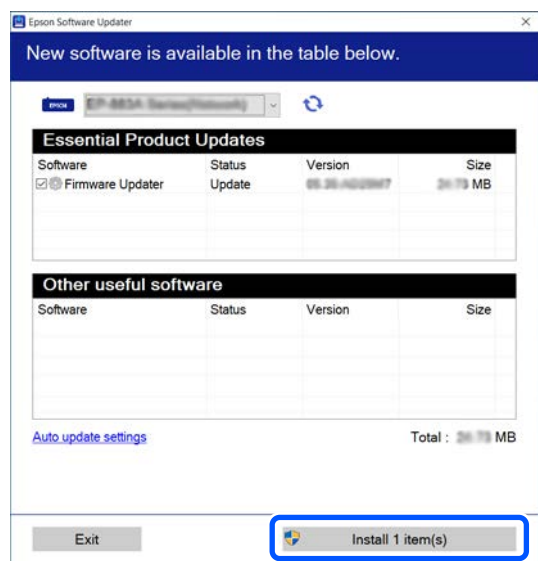 Epson Software Updater
New software is available in the table below.
EPSON
Essential Product Updates
Software Status Version Size
Firmware Updater Update MB
Other useful software
Software Status Version Size
Auto update settings Total : MB
Exit Install 1 item(s)